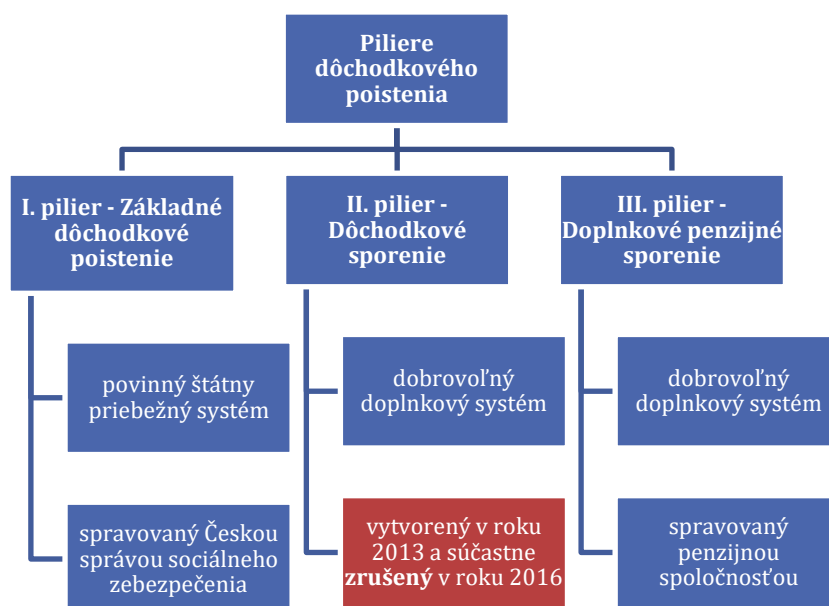 Piliere
dôchodkového
poistenia
I. pilier - Základné
dôchodkové
poistenie
povinný štátny
priebežný systém
spravovaný Českou
správou sociálneho
zebezpečenia
II. pilier -
Dôchodkové
sporenie
dobrovoľný
doplnkový systém
vytvorený v roku
2013 a súčastne
zrušený v roku 2016
III. pilier -
Doplnkové penzijné
sporenie
dobrovoľný
doplnkový systém
spravovaný
penzijnou
spoločnosťou